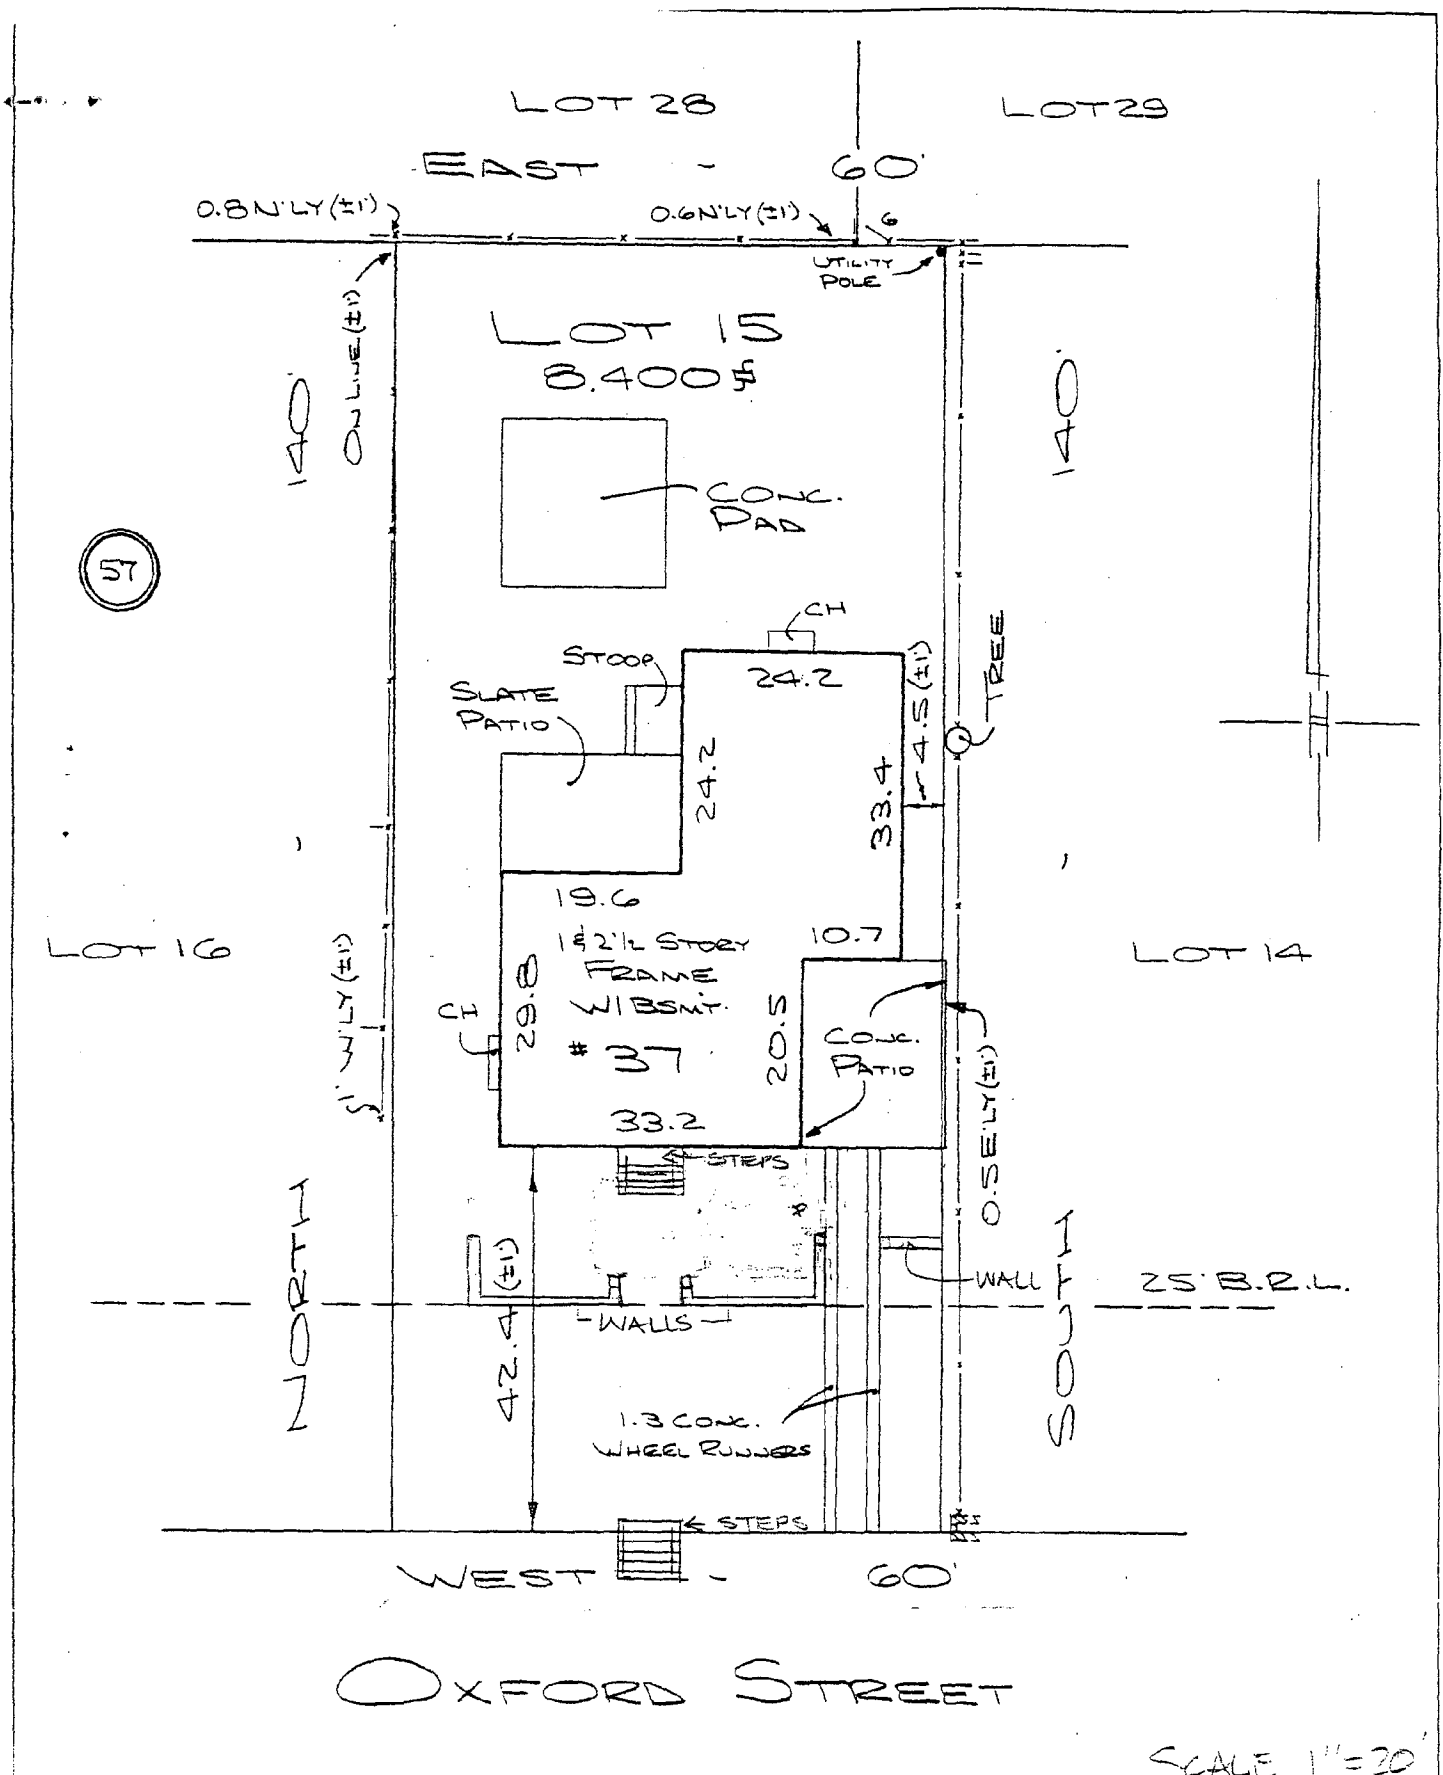 LOT 28
LOT 29
EAST - 60'
0.8 N'LY (±1')
0.6 N'LY (±1')
6
UTILITY
POLE
ON LINE (±1')
LOT 15
8.400
140'
140'
CONC.
PAD
57
CH
STOOP
24.2
SLATE
PATIO
24.2
33.4
4.5 (±1')
TREE
19.6
1 & 2 1/2 STORY
FRAME
W/ BSMT.
# 37
10.7
LOT 16
LOT 14
1' W'LY (±1')
CH
29.8
20.5
CONC.
PATIO
33.2
0.5 E'LY (±1')
STEPS
NORTH
SOUTH
42.4 (±1')
WALL
25' B.R.L.
WALLS
1.3 CONC.
WHEEL RUNNERS
STEPS
WEST - 60'
OXFORD STREET
SCALE 1"=20'